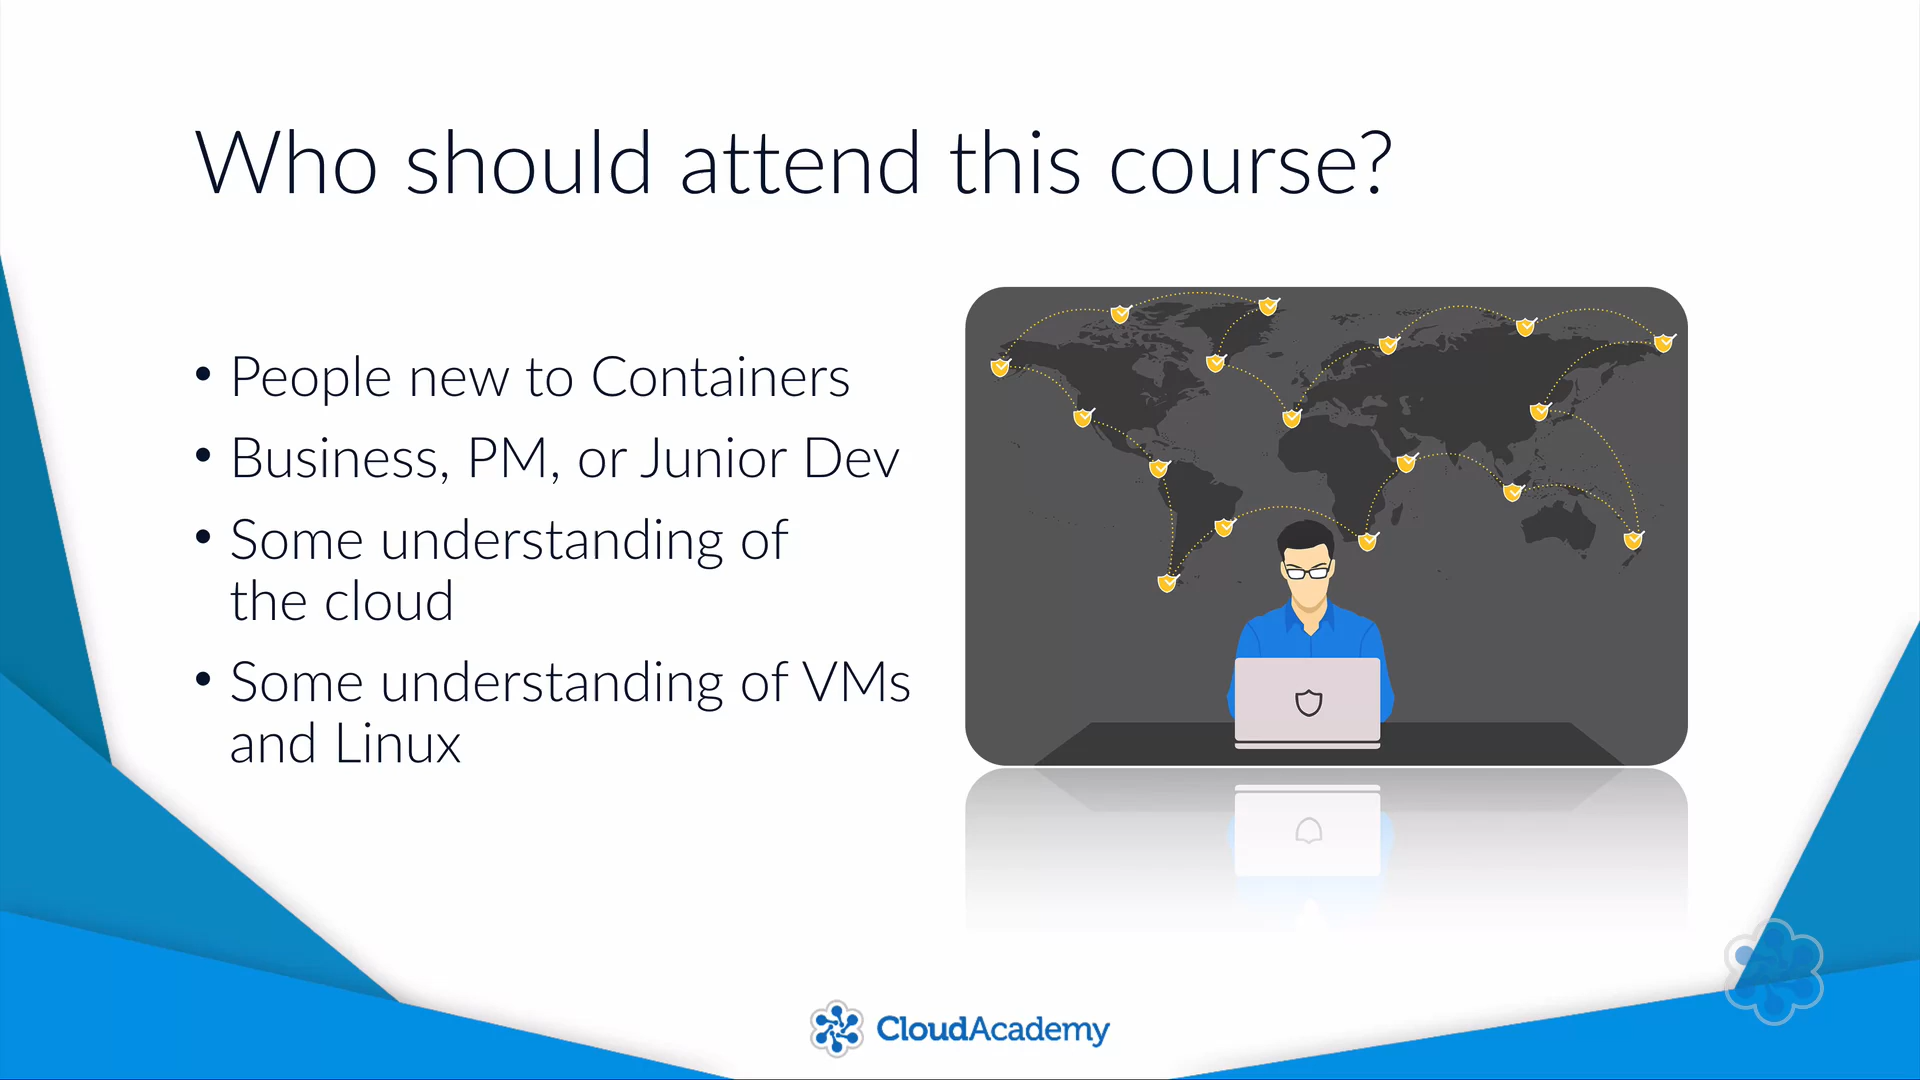 Who should attend this course?
• People new to Containers
• Business, PM, or Junior Dev
• Some understanding of
the cloud
• Some understanding of VMs
and Linux
CloudAcademy